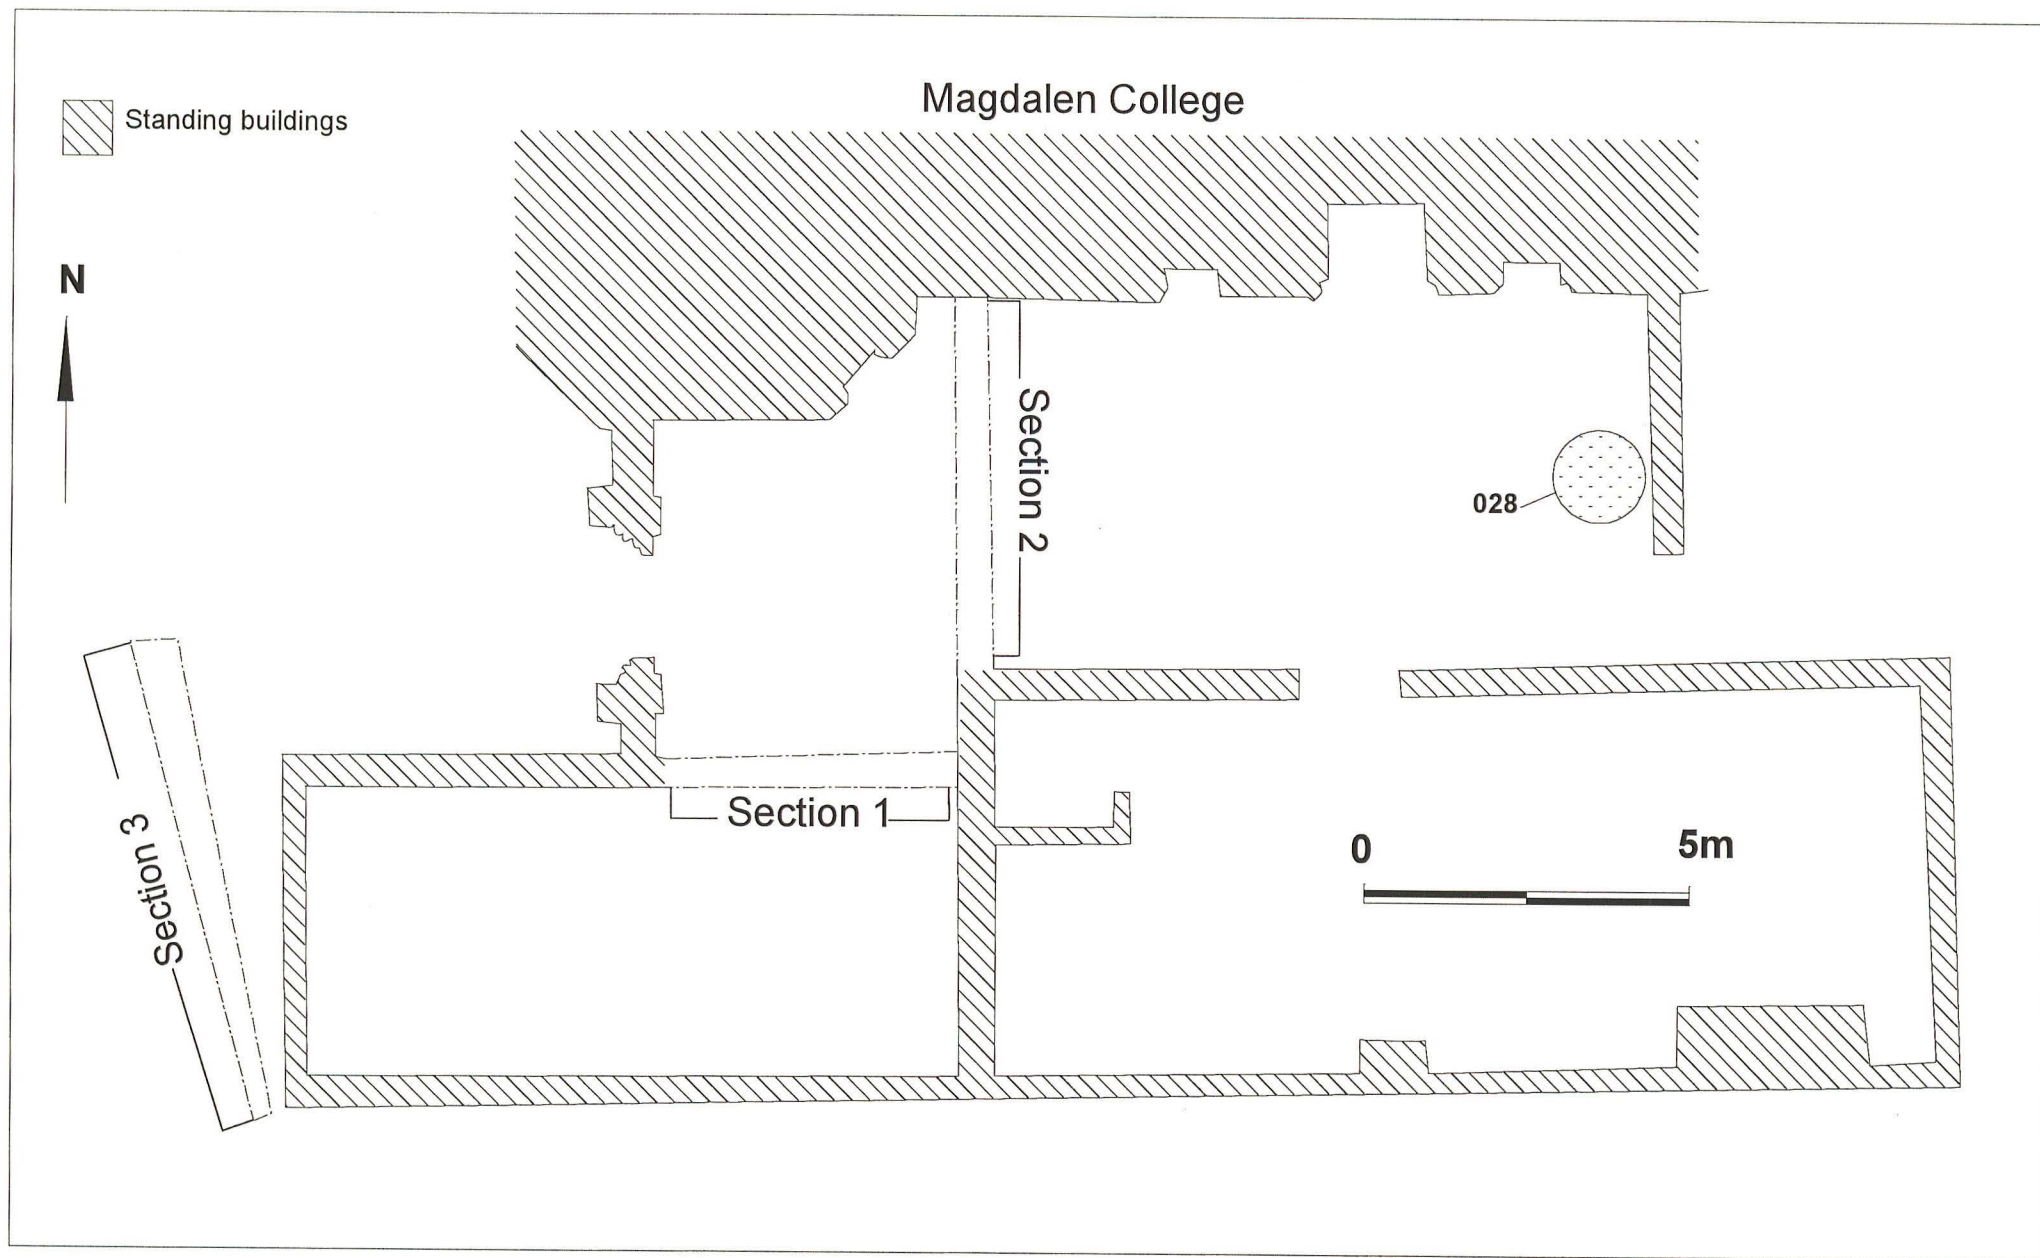 Magdalen College
Standing buildings
N
Section 2
028
Section 1
Section 3
0
5m